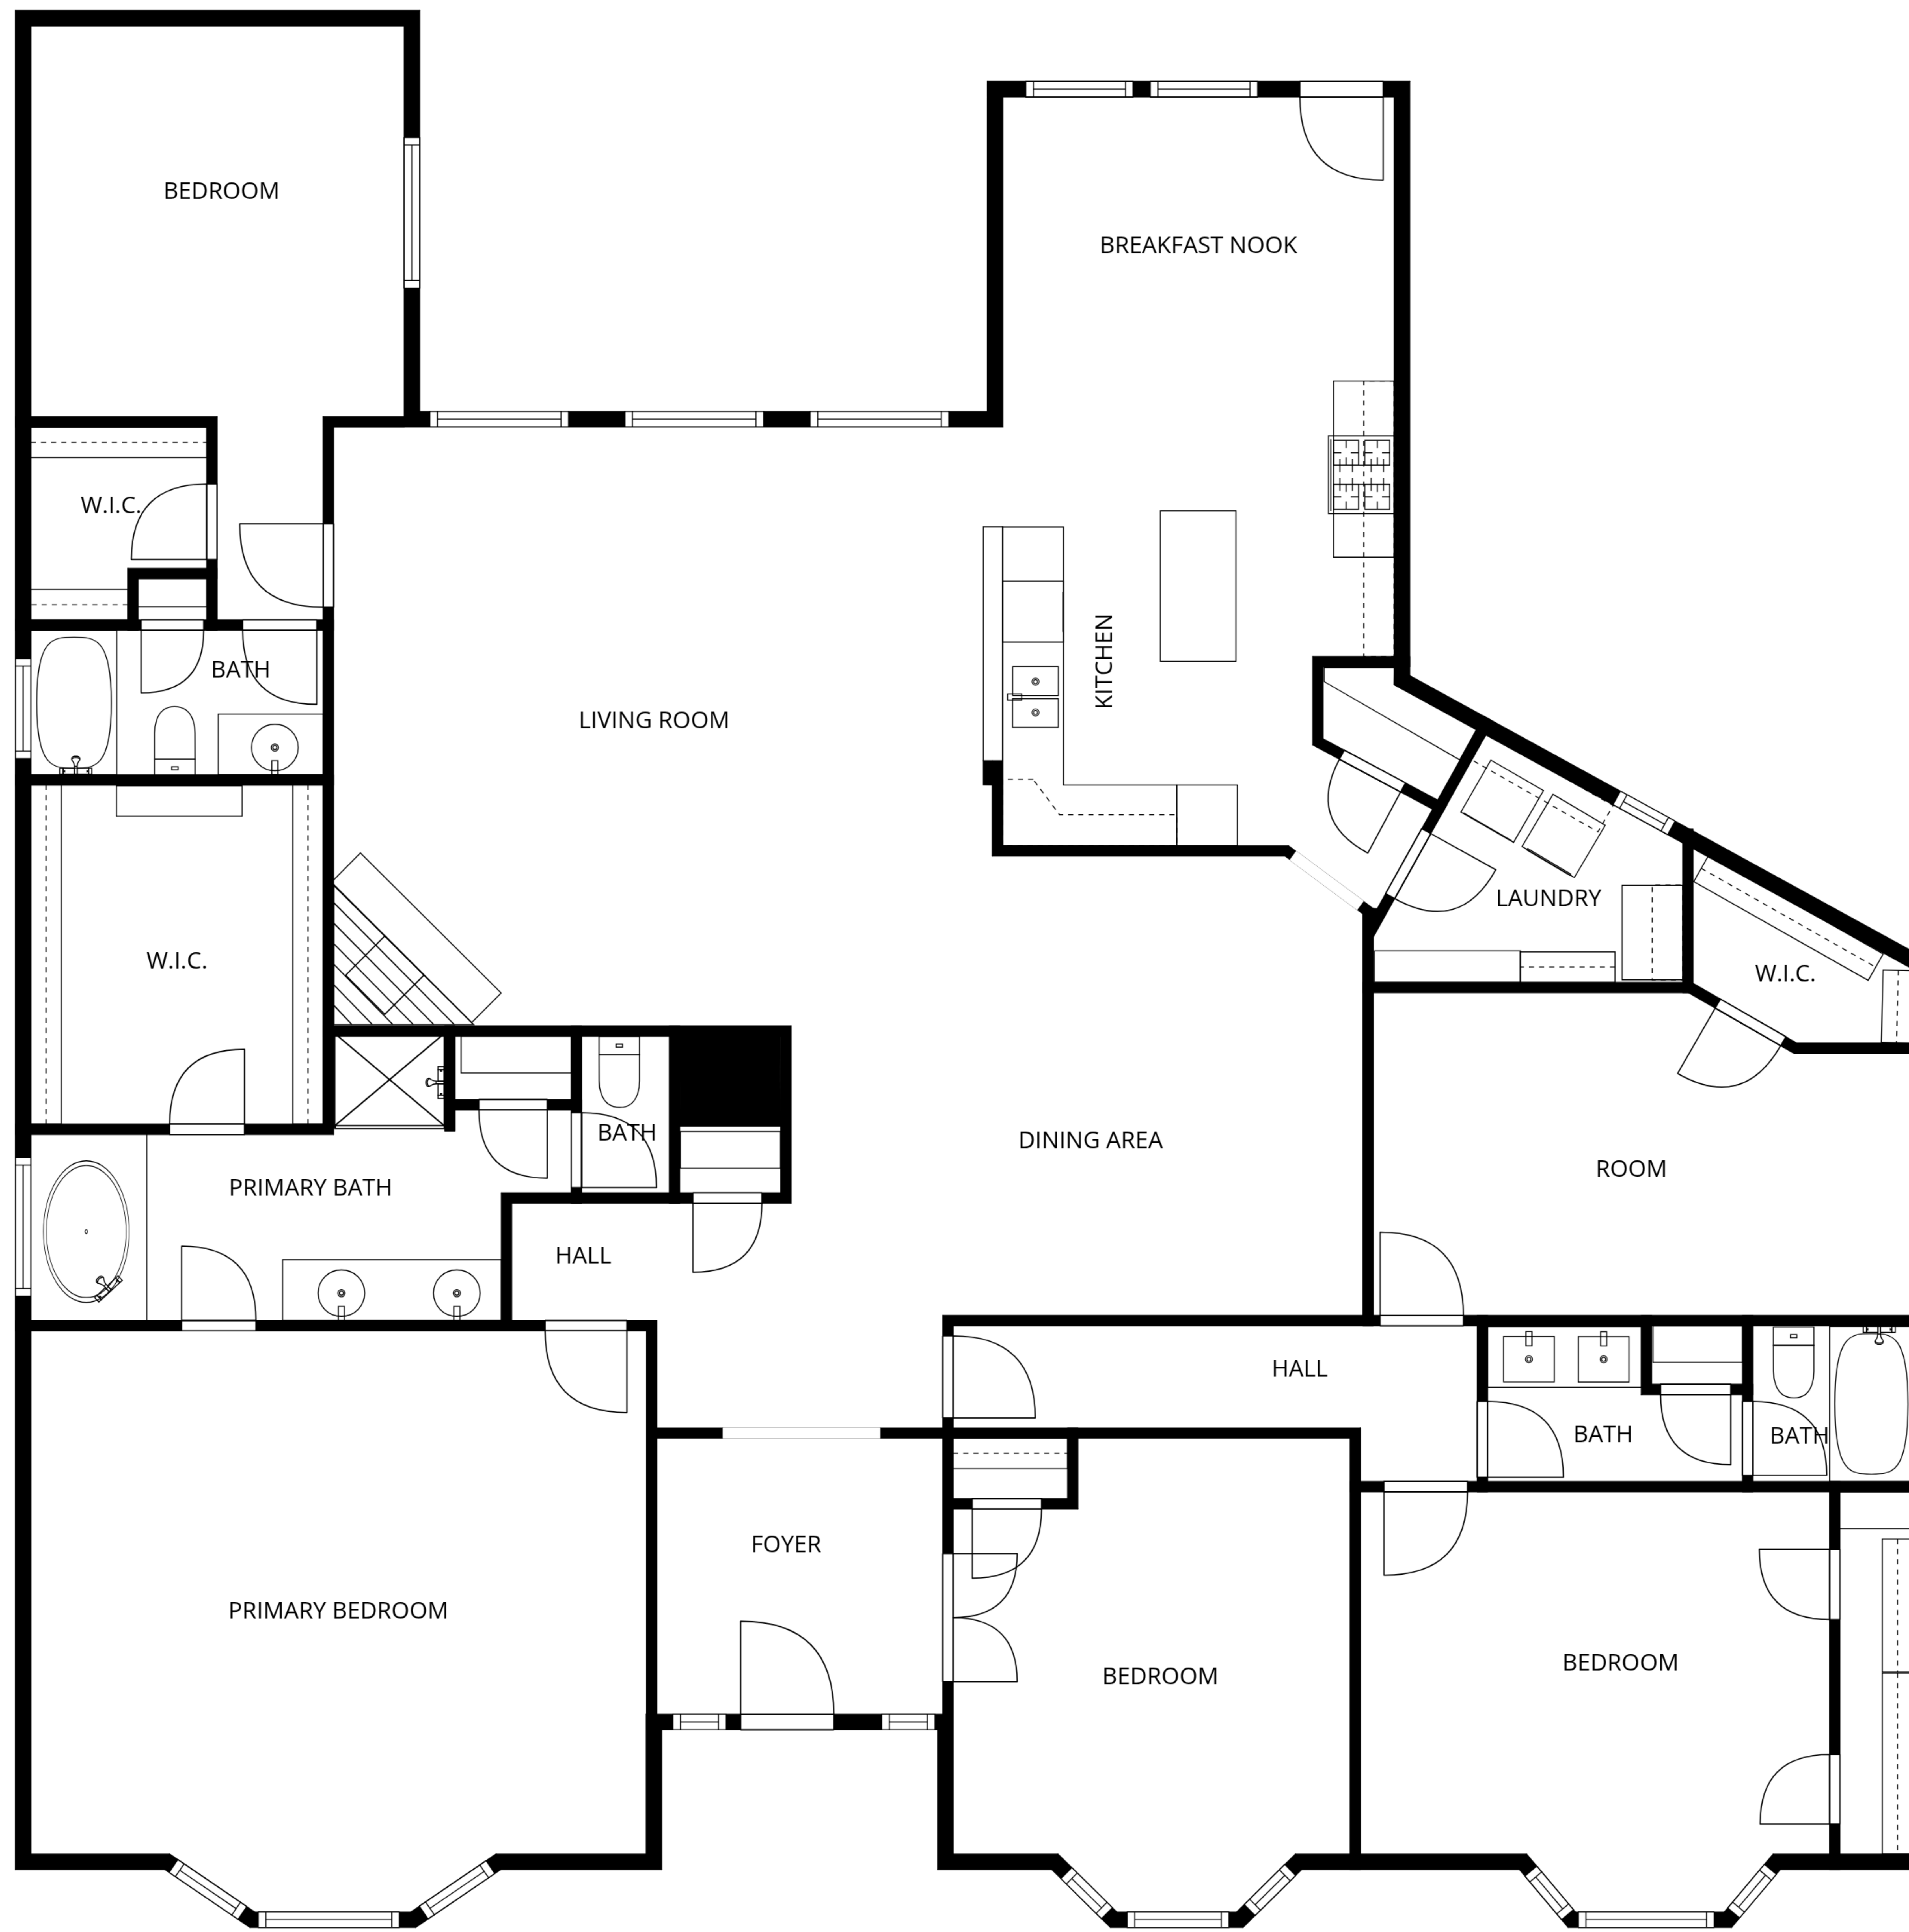 BEDROOM
BREAKFAST NOOK
W.I.C.
BATH
KITCHEN
LIVING ROOM
LAUNDRY
W.I.C.
W.I.C.
BATH
DINING AREA
ROOM
PRIMARY BATH
HALL
HALL
BATH
BATH
FOYER
PRIMARY BEDROOM
BEDROOM
BEDROOM